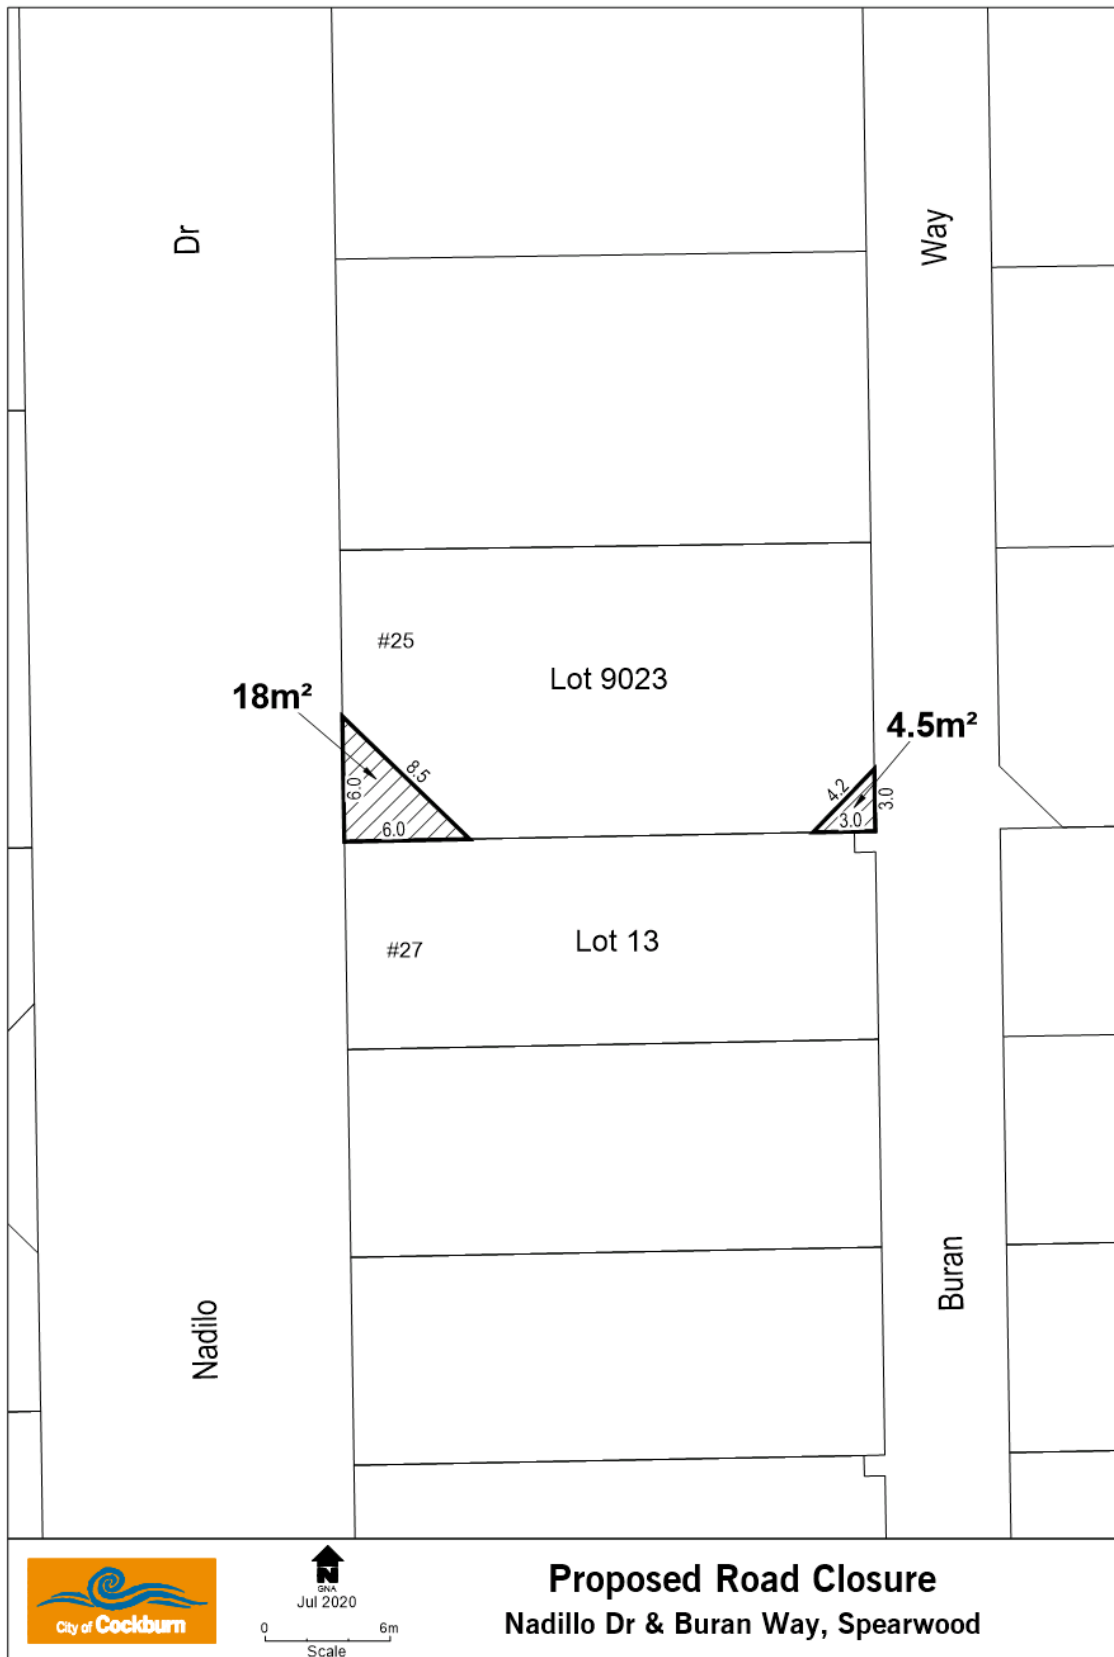 Dr
Way
#25
Lot 9023
18m²
4.5m²
8.5
6.0
6.0
4.2
3.0
3.0
#27
Lot 13
Buran
Nadilo
City of Cockburn
N
GNA
Jul 2020
0 6m
Scale
Proposed Road Closure
Nadillo Dr & Buran Way, Spearwood